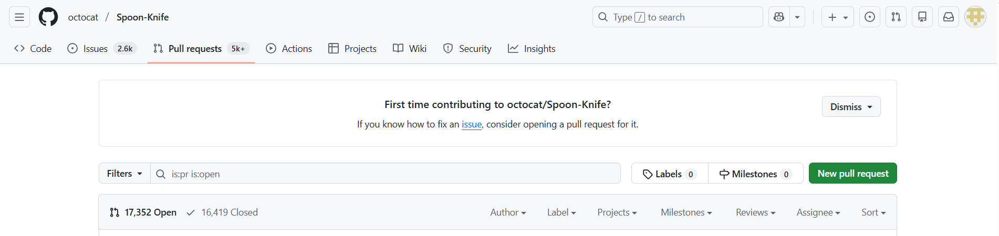 octocat / Spoon-Knife
Type / to search
Code
Issues 2.6k
Pull requests 5k+
Actions
Projects
Wiki
Security
Insights
First time contributing to octocat/Spoon-Knife?
Dismiss
If you know how to fix an issue, consider opening a pull request for it.
Filters
is:pr is:open
Labels 0
Milestones 0
New pull request
17,352 Open
16,419 Closed
Author
Label
Projects
Milestones
Reviews
Assignee
Sort